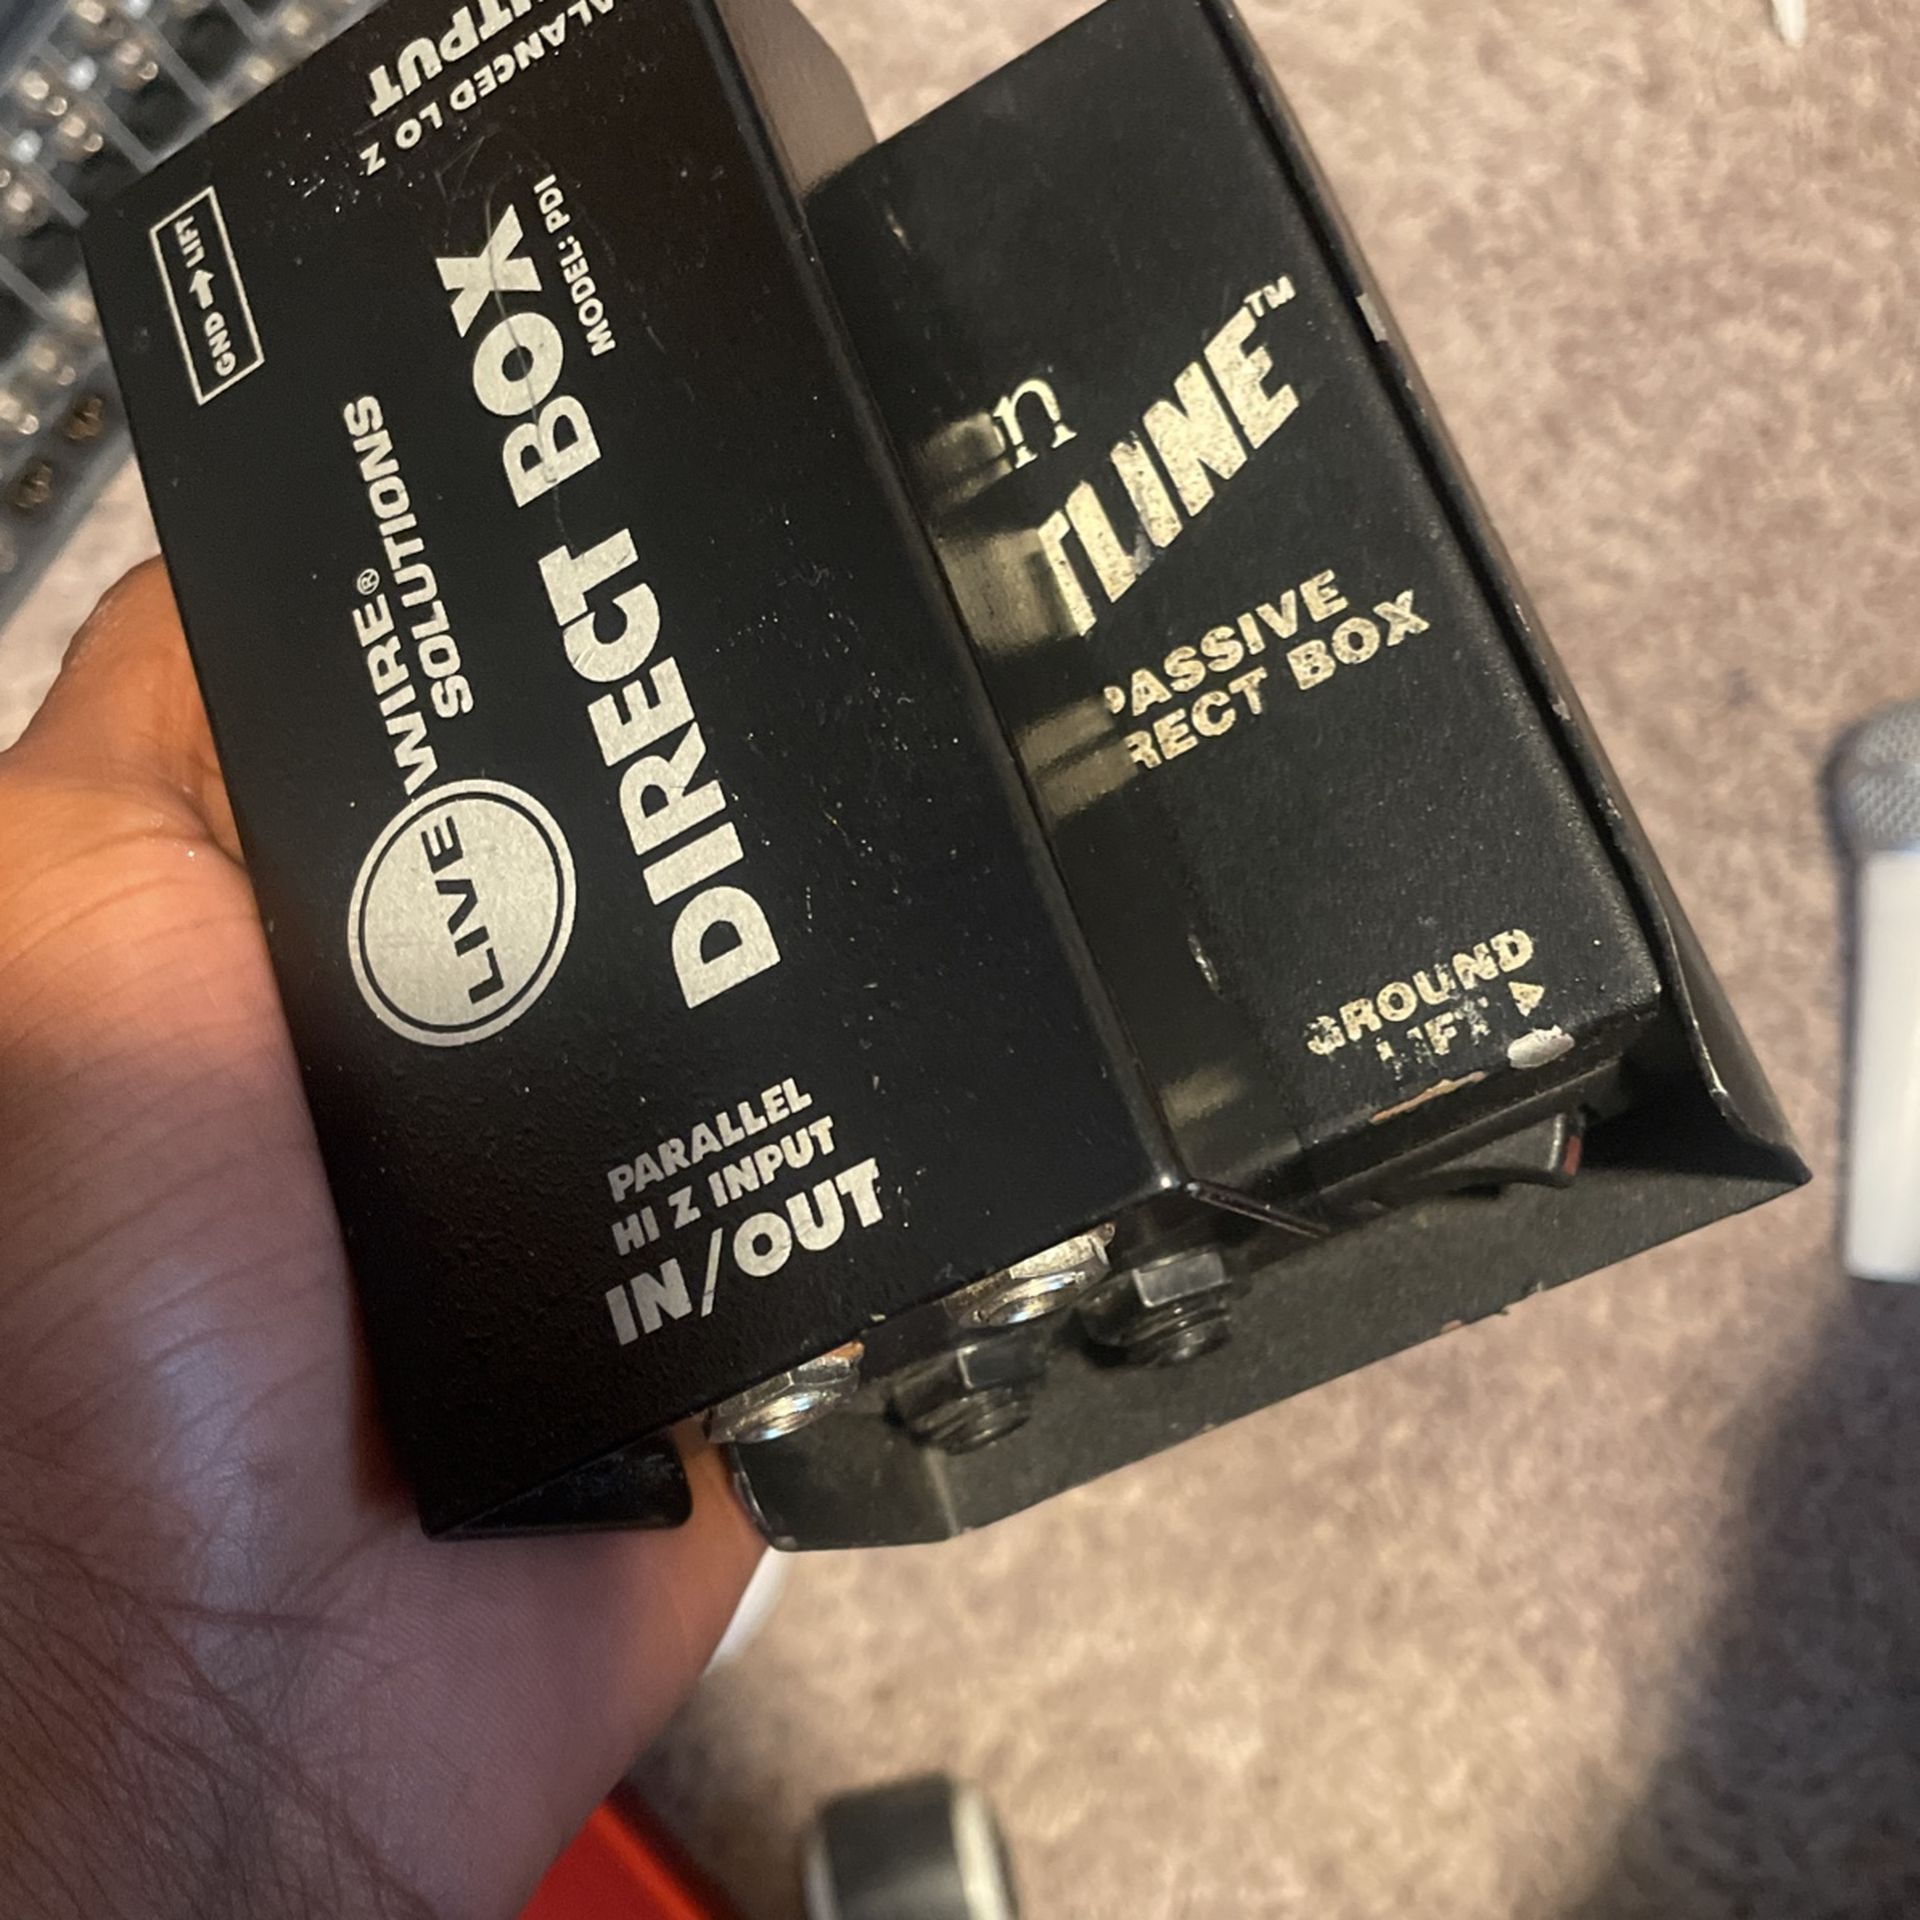 BALANCED LO Z
OUTPUT
GND → LIFT
LIVE WIRE®
SOLUTIONS
DIRECT BOX
MODEL: PDI
PARALLEL
HI Z INPUT
IN/OUT
n
TLINE™
PASSIVE
RECT BOX
GROUND
LIFT